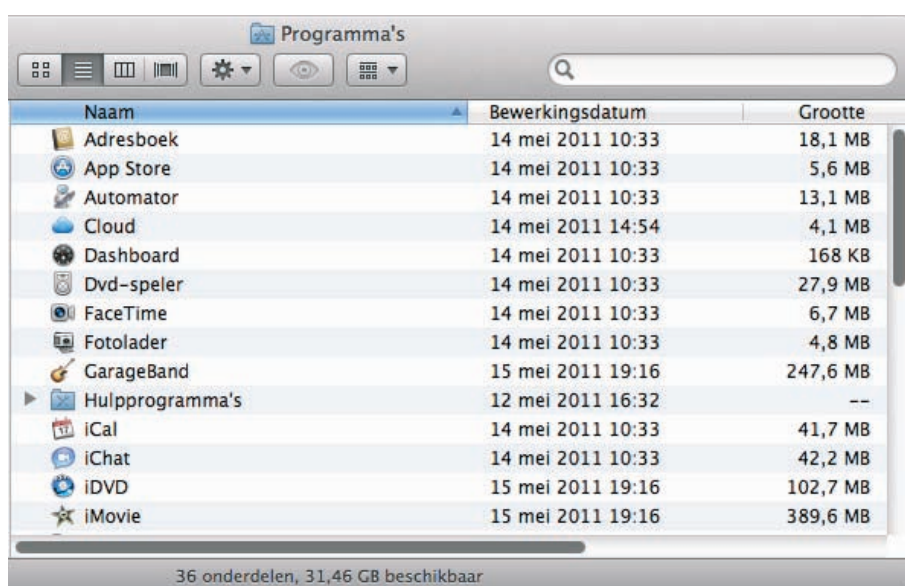 Programma's
Naam Bewerkingsdatum Grootte
Adresboek 14 mei 2011 10:33 18,1 MB
App Store 14 mei 2011 10:33 5,6 MB
Automator 14 mei 2011 10:33 13,1 MB
Cloud 14 mei 2011 14:54 4,1 MB
Dashboard 14 mei 2011 10:33 168 KB
Dvd-speler 14 mei 2011 10:33 27,9 MB
FaceTime 14 mei 2011 10:33 6,7 MB
Fotolader 14 mei 2011 10:33 4,8 MB
GarageBand 15 mei 2011 19:16 247,6 MB
Hulpprogramma's 12 mei 2011 16:32 --
iCal 14 mei 2011 10:33 41,7 MB
iChat 14 mei 2011 10:33 42,2 MB
iDVD 15 mei 2011 19:16 102,7 MB
iMovie 15 mei 2011 19:16 389,6 MB
36 onderdelen, 31,46 GB beschikbaar